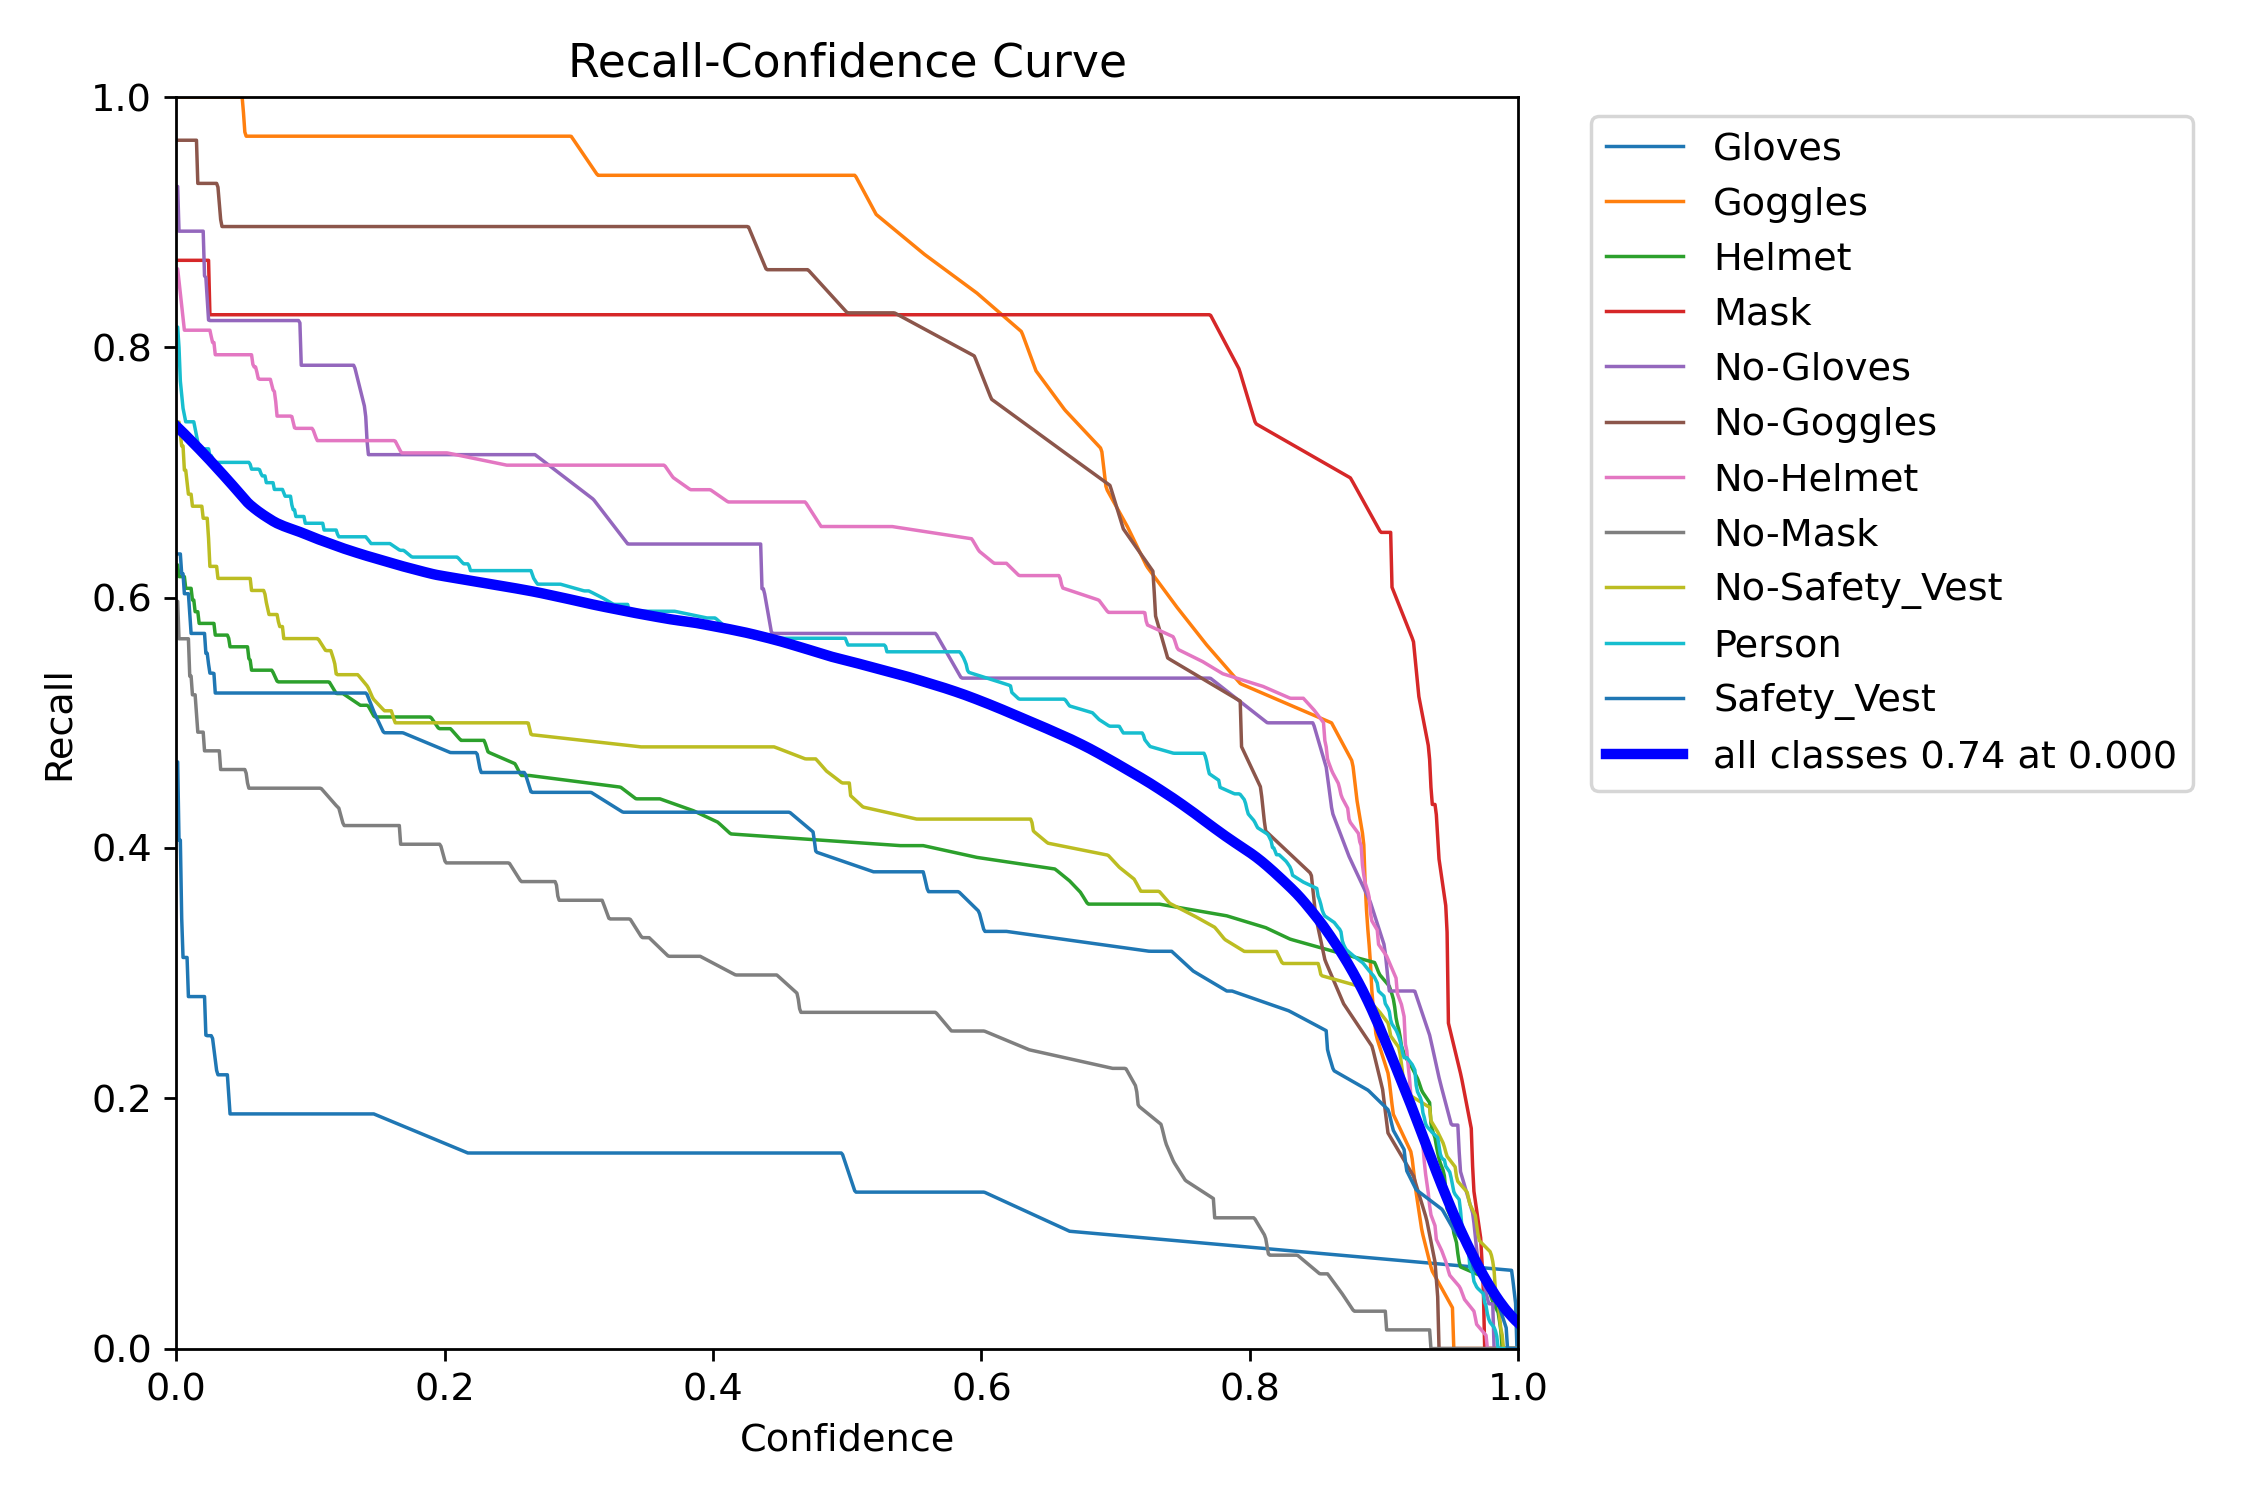 Recall-Confidence Curve
1.0
0.8
0.6
0.4
0.2
0.0
Recall
0.0 0.2 0.4 0.6 0.8 1.0
Confidence
Gloves
Goggles
Helmet
Mask
No-Gloves
No-Goggles
No-Helmet
No-Mask
No-Safety_Vest
Person
Safety_Vest
all classes 0.74 at 0.000